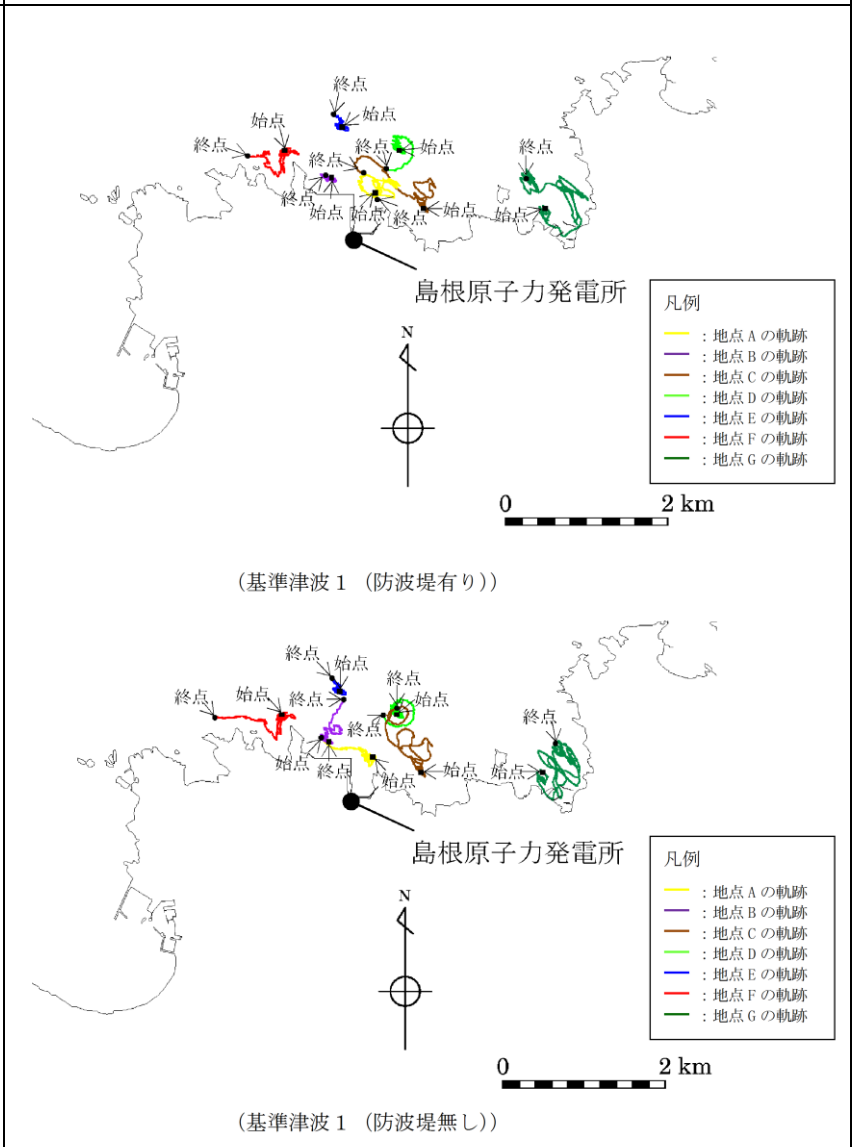 終点
始点
始点
終点
終点
終点
始点
終点
終点
始点
始点
終点
始点
始点
島根原子力発電所
凡例
：地点Aの軌跡
：地点Bの軌跡
：地点Cの軌跡
：地点Dの軌跡
：地点Eの軌跡
：地点Fの軌跡
：地点Gの軌跡
N
0 2 km
(基準津波１（防波堤有り）)
終点
始点
終点
終点
始点
終点
始点
終点
終点
始点
終点
始点
始点
始点
島根原子力発電所
凡例
：地点Aの軌跡
：地点Bの軌跡
：地点Cの軌跡
：地点Dの軌跡
：地点Eの軌跡
：地点Fの軌跡
：地点Gの軌跡
N
0 2 km
(基準津波１（防波堤無し）)